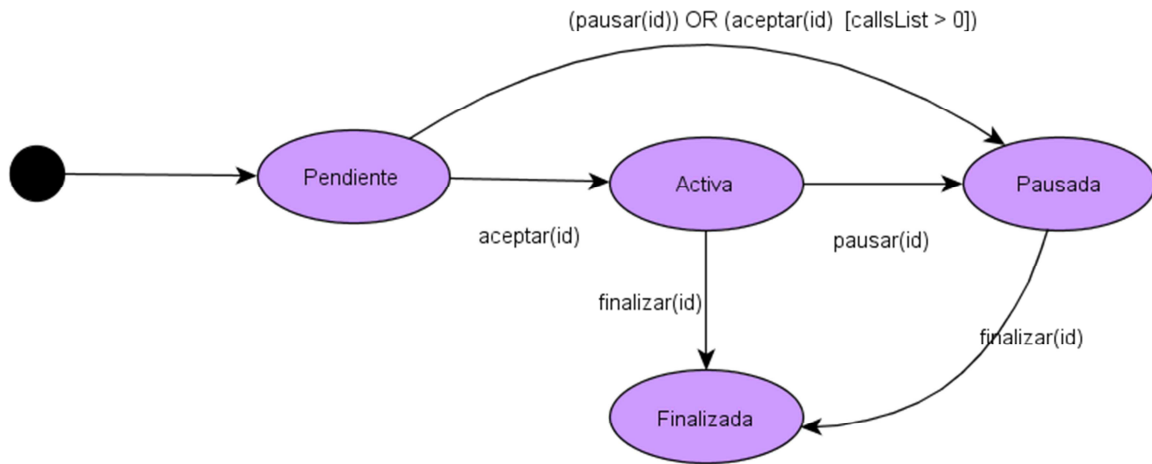 (pausar(id)) OR (aceptar(id) [callsList > 0])
Pendiente
Activa
Pausada
aceptar(id)
pausar(id)
finalizar(id)
finalizar(id)
Finalizada